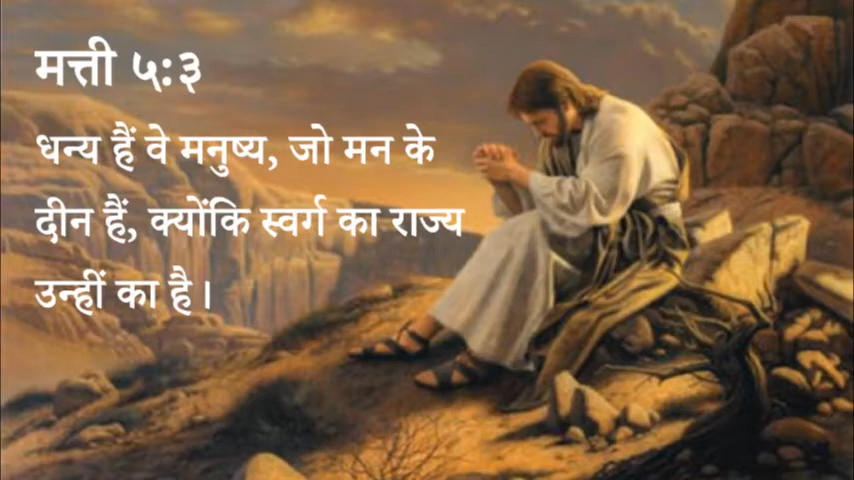 मत्ती ५:३
धन्य हैं वे मनुष्य, जो मन के
दीन हैं, क्योंकि स्वर्ग का राज्य
उन्हीं का है।